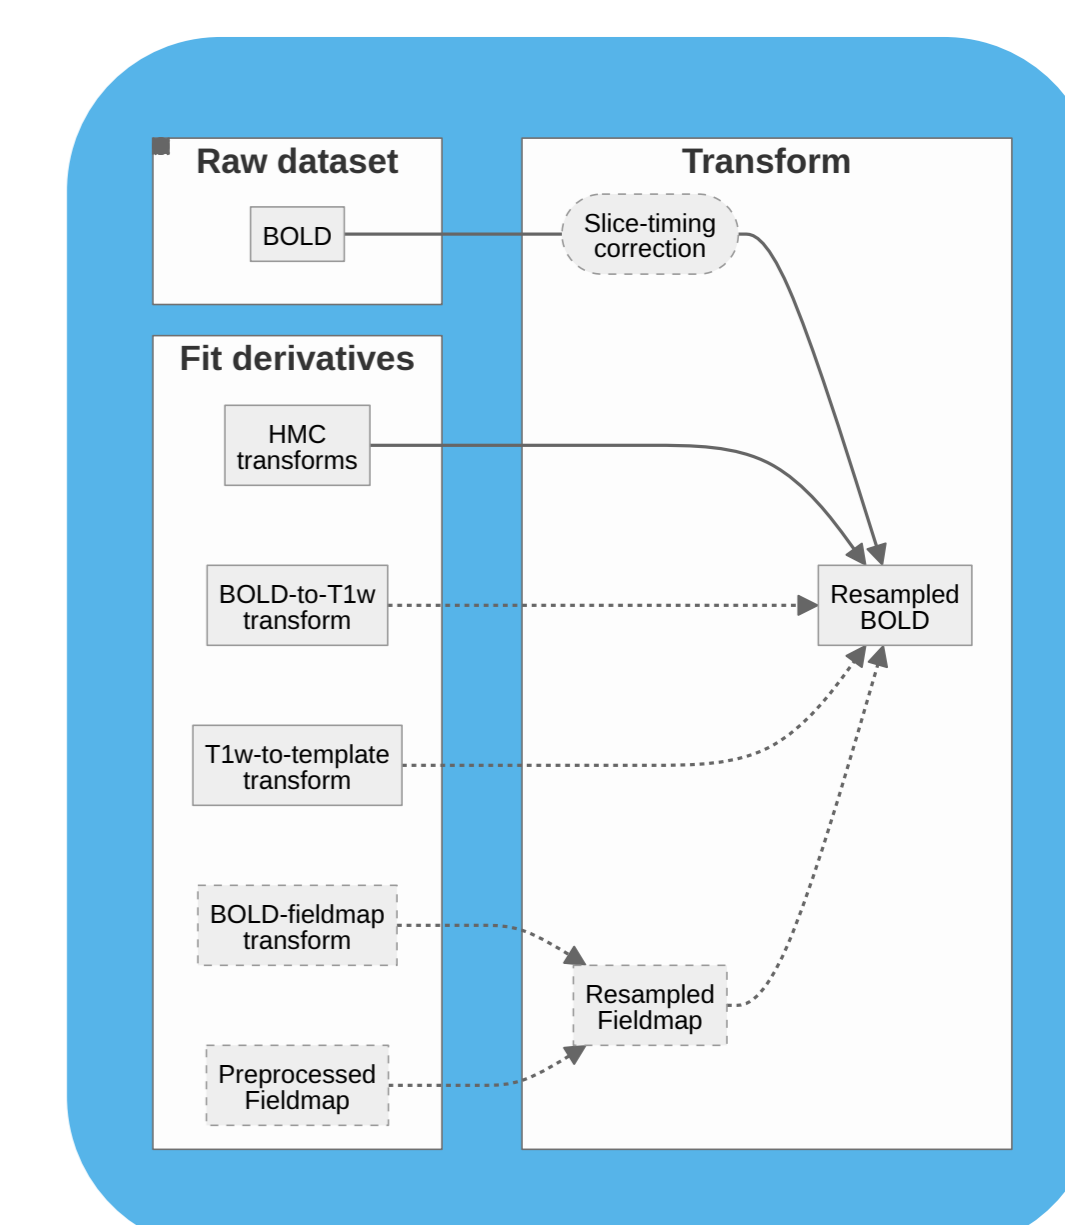 Raw dataset
BOLD
Fit derivatives
HMC
transforms
BOLD-to-T1w
transform
T1w-to-template
transform
BOLD-fieldmap
transform
Preprocessed
Fieldmap
Transform
Slice-timing
correction
Resampled
BOLD
Resampled
Fieldmap